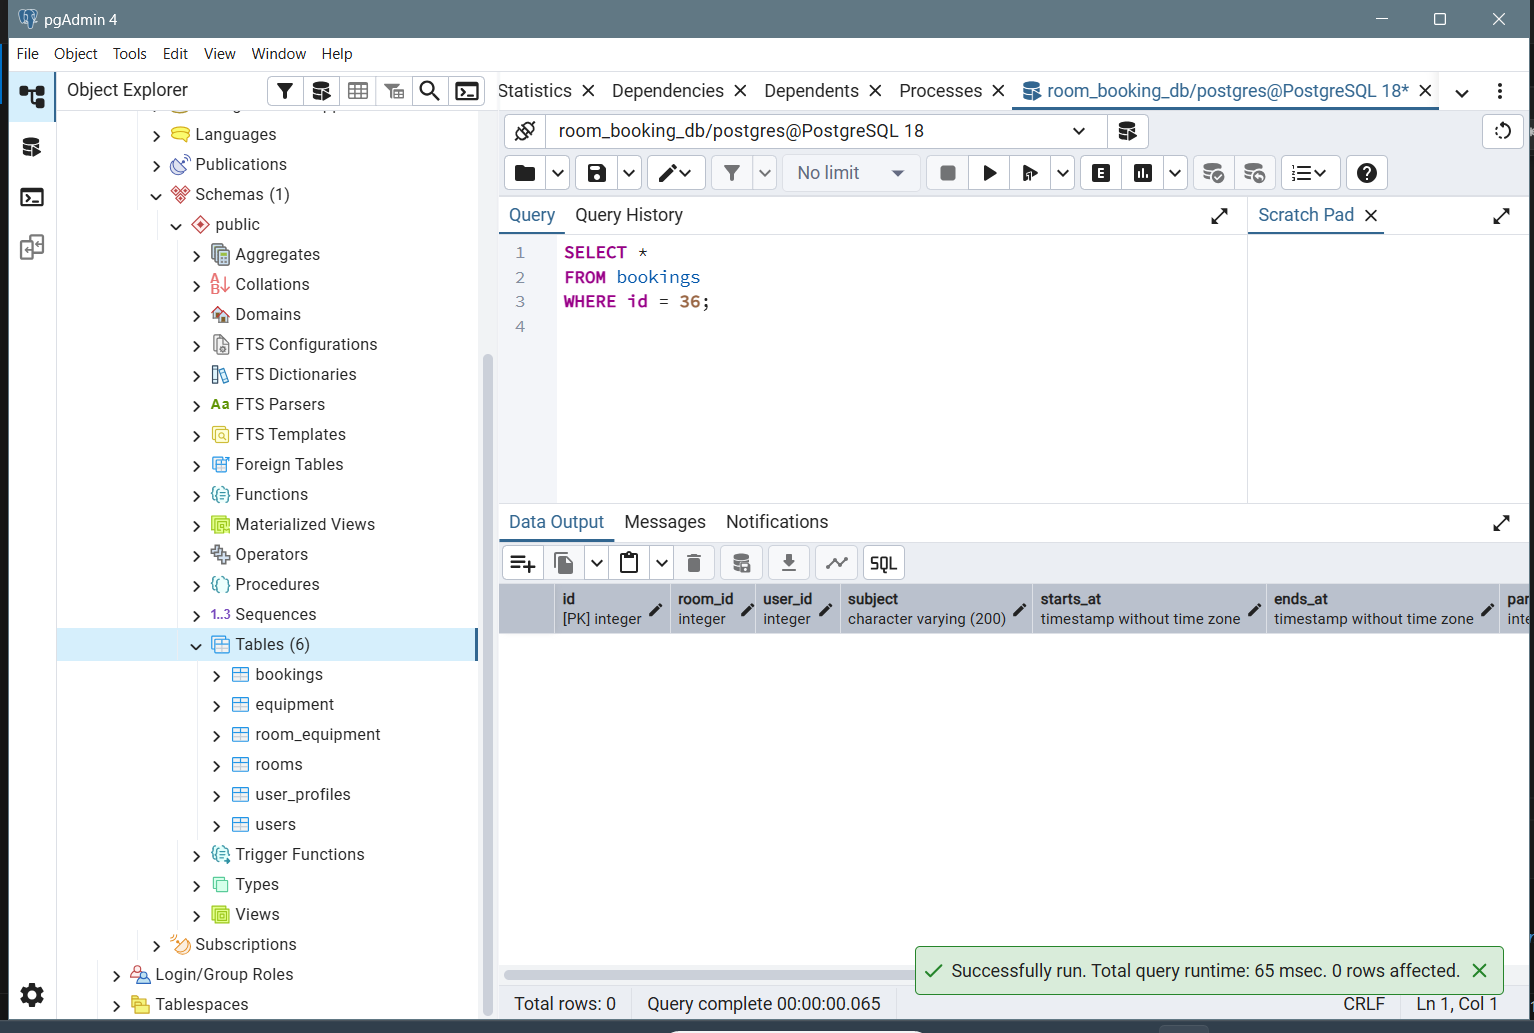 pgAdmin 4
File Object Tools Edit View Window Help
Object Explorer
Statistics Dependencies Dependents Processes room_booking_db/postgres@PostgreSQL 18*
Languages
Publications
Schemas (1)
public
Aggregates
Collations
Domains
FTS Configurations
FTS Dictionaries
Aa FTS Parsers
FTS Templates
Foreign Tables
Functions
Materialized Views
Operators
Procedures
1..3 Sequences
Tables (6)
bookings
equipment
room_equipment
rooms
user_profiles
users
Trigger Functions
Types
Views
Subscriptions
Login/Group Roles
Tablespaces
room_booking_db/postgres@PostgreSQL 18
No limit
E
Query Query History
Scratch Pad
1 SELECT *
2 FROM bookings
3 WHERE id = 36;
4
Data Output Messages Notifications
SQL
id room_id user_id subject starts_at ends_at
[PK] integer integer integer character varying (200) timestamp without time zone timestamp without time zone
Successfully run. Total query runtime: 65 msec. 0 rows affected.
Total rows: 0 Query complete 00:00:00.065 CRLF Ln 1, Col 1